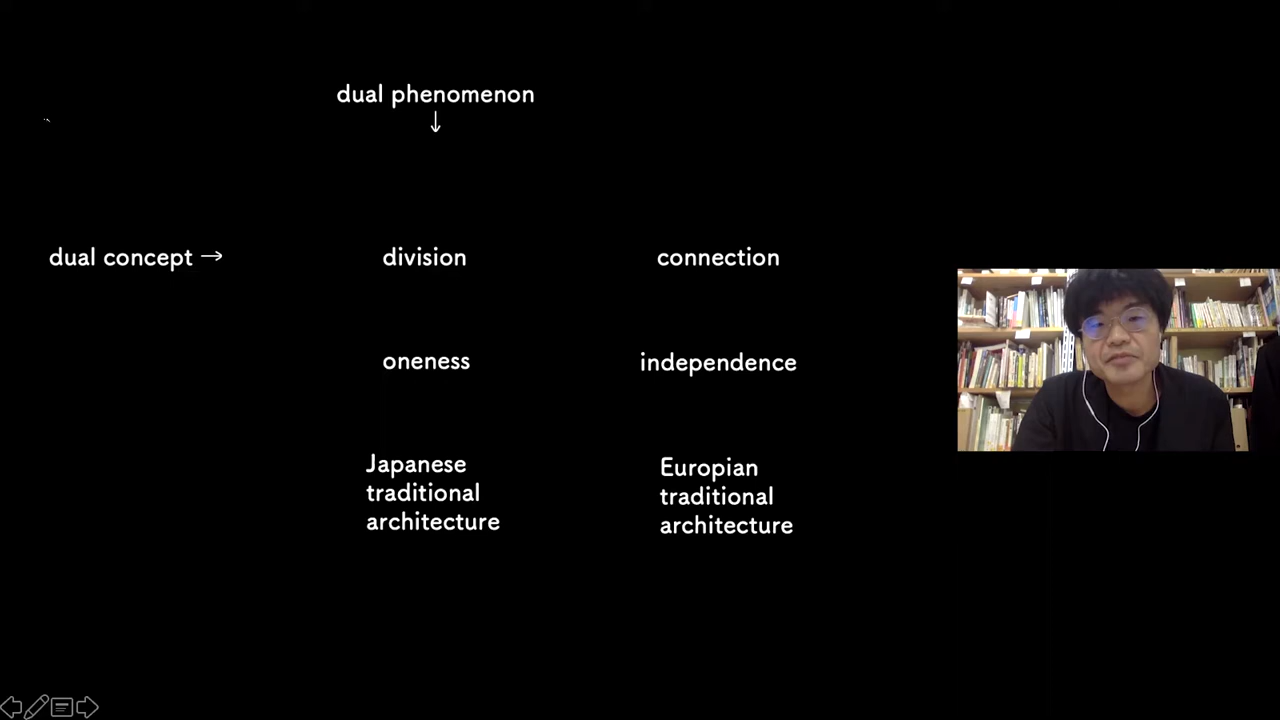 dual phenomenon
↓
dual concept →
division
connection
oneness
independence
Japanese
traditional
architecture
Europian
traditional
architecture